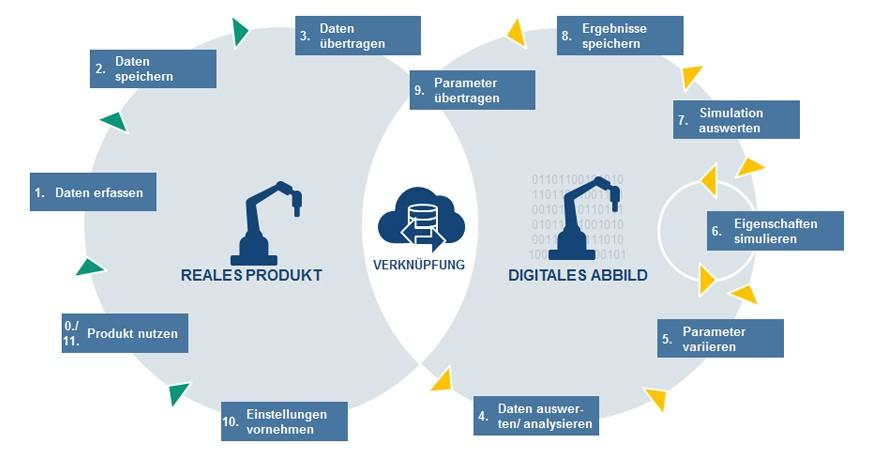 3. Daten
übertragen
8. Ergebnisse
speichern
2. Daten
speichern
9. Parameter
übertragen
7. Simulation
auswerten
1. Daten erfassen
01101100101010
6. Eigenschaften
simulieren
VERKNÜPFUNG
REALES PRODUKT
DIGITALES ABBILD
0./
11. Produkt nutzen
5. Parameter
variieren
10. Einstellungen
vornehmen
4. Daten auswer-
ten/ analysieren